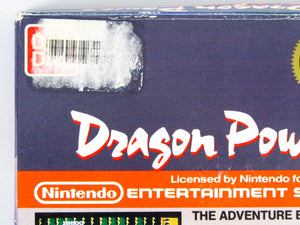 Dragon Pow
Licensed by Nintendo fo
Nintendo ENTERTAINMENT S
THE ADVENTURE B